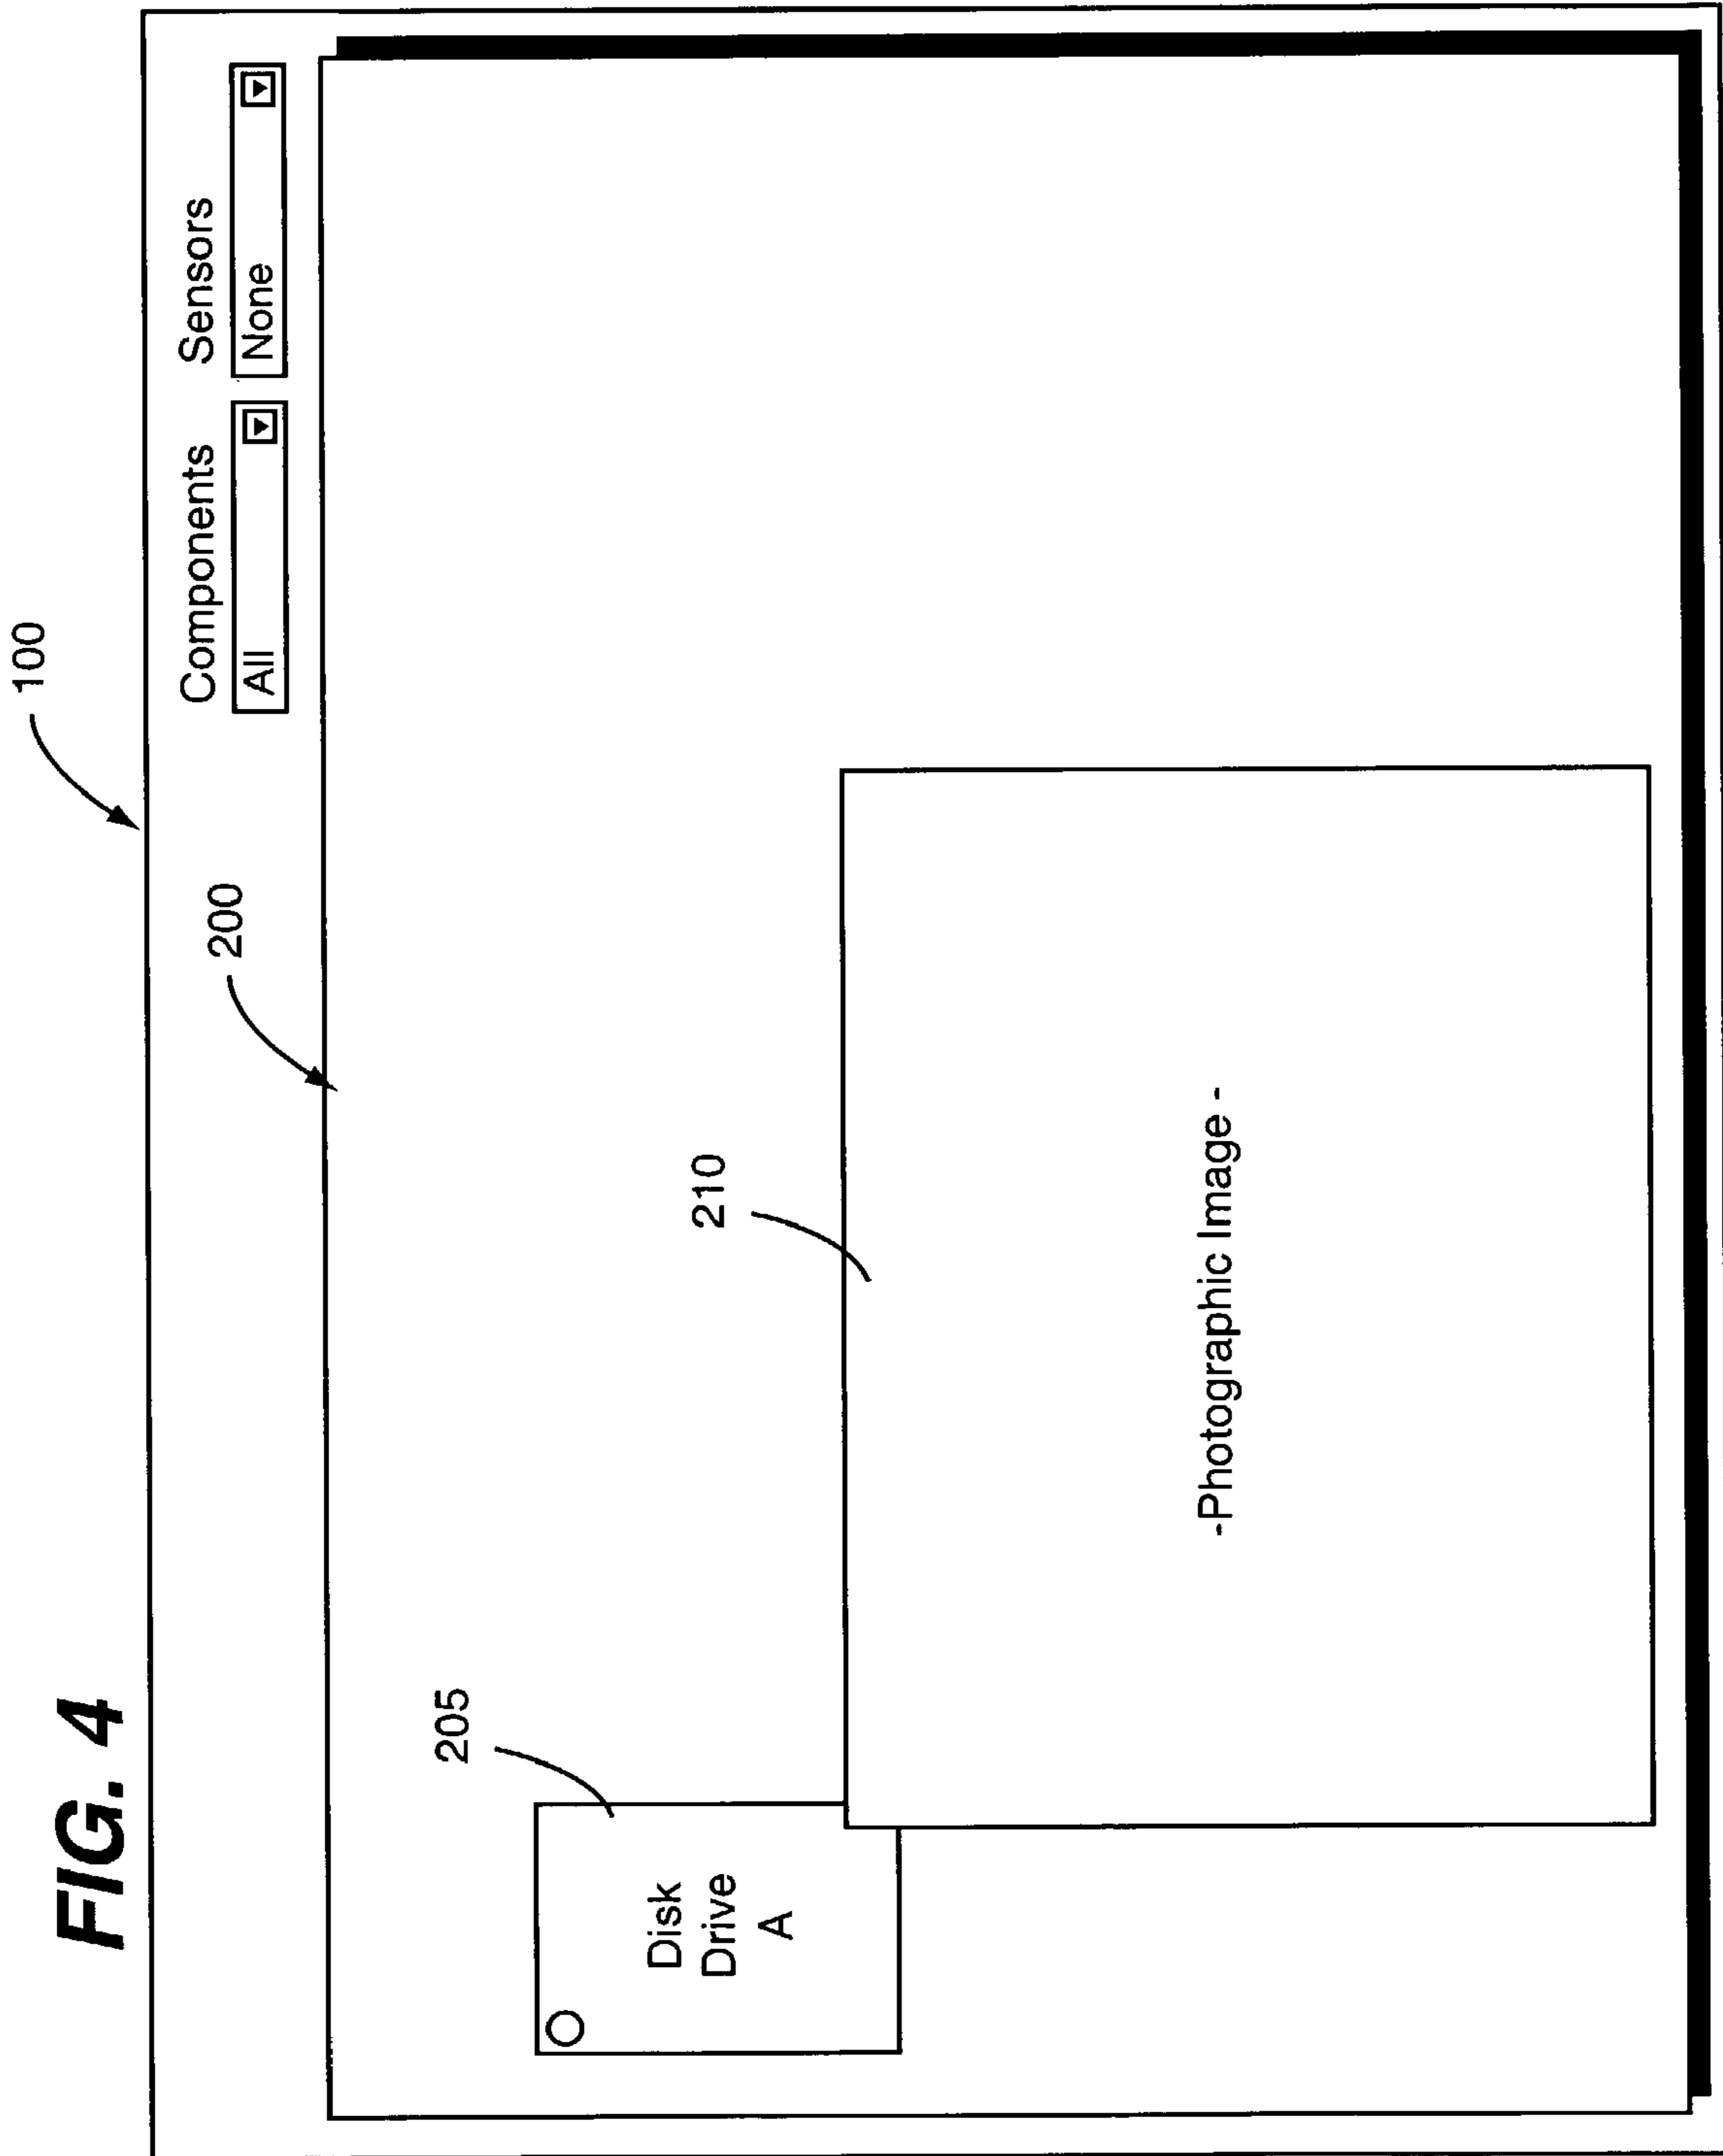 FIG. 4
100
Components Sensors
All None
200
205
210
Disk
Drive
A
-Photographic Image -